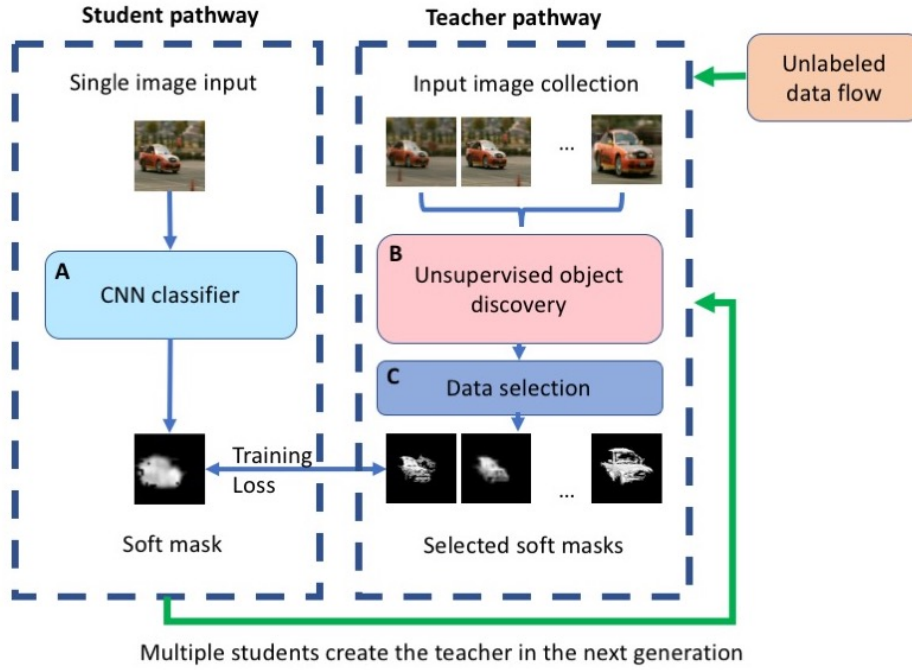 Student pathway
Single image input
A
CNN classifier
Training
Loss
Soft mask
Teacher pathway
Input image collection
...
B
Unsupervised object
discovery
C
Data selection
...
Selected soft masks
Unlabeled
data flow
Multiple students create the teacher in the next generation